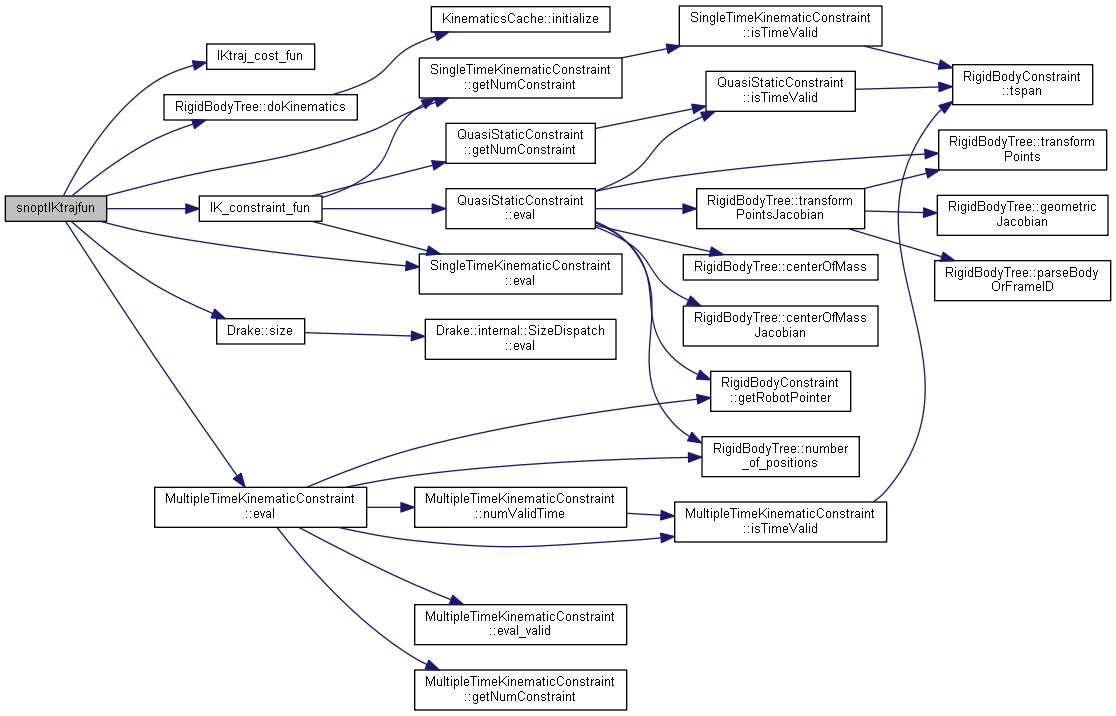 snoptIKtrajfun
IKtraj_cost_fun
RigidBodyTree::doKinematics
IK_constraint_fun
Drake::size
MultipleTimeKinematicConstraint
::eval
KinematicsCache::initialize
SingleTimeKinematicConstraint
::getNumConstraint
QuasiStaticConstraint
::getNumConstraint
QuasiStaticConstraint
::eval
SingleTimeKinematicConstraint
::eval
Drake::internal::SizeDispatch
::eval
MultipleTimeKinematicConstraint
::numValidTime
MultipleTimeKinematicConstraint
::eval_valid
MultipleTimeKinematicConstraint
::getNumConstraint
SingleTimeKinematicConstraint
::isTimeValid
QuasiStaticConstraint
::isTimeValid
RigidBodyTree::transform
PointsJacobian
RigidBodyTree::centerOfMass
RigidBodyTree::centerOfMass
Jacobian
RigidBodyConstraint
::getRobotPointer
RigidBodyTree::number
_of_positions
MultipleTimeKinematicConstraint
::isTimeValid
RigidBodyConstraint
::tspan
RigidBodyTree::transform
Points
RigidBodyTree::geometric
Jacobian
RigidBodyTree::parseBody
OrFrameID